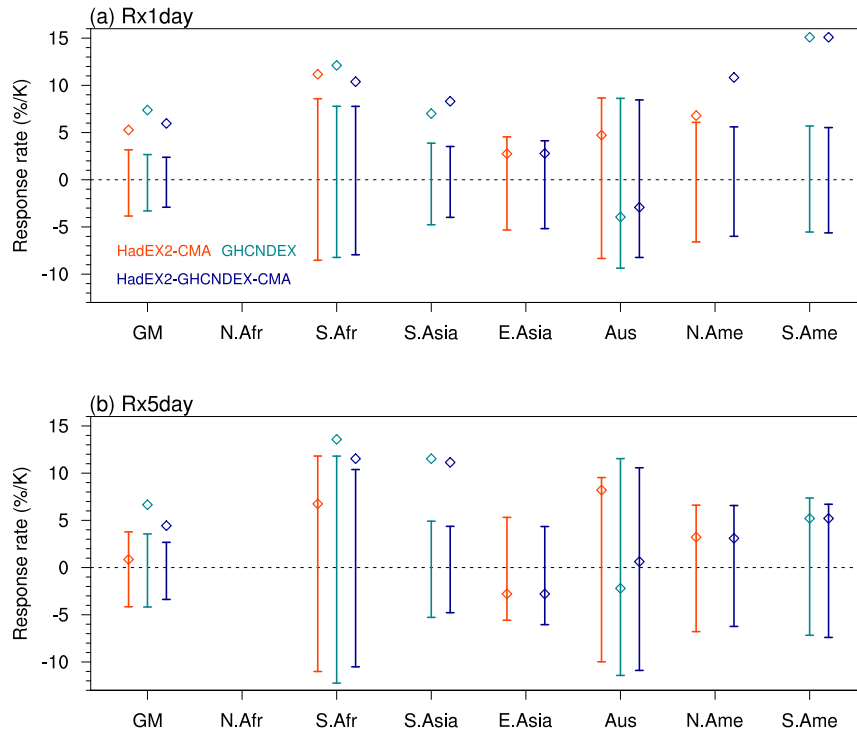 (a) Rx1day
Response rate (%/K)
15
10
5
0
-5
-10
HadEX2-CMA GHCNDEX
HadEX2-GHCNDEX-CMA
GM N.Afr S.Afr S.Asia E.Asia Aus N.Ame S.Ame
(b) Rx5day
Response rate (%/K)
15
10
5
0
-5
-10
GM N.Afr S.Afr S.Asia E.Asia Aus N.Ame S.Ame